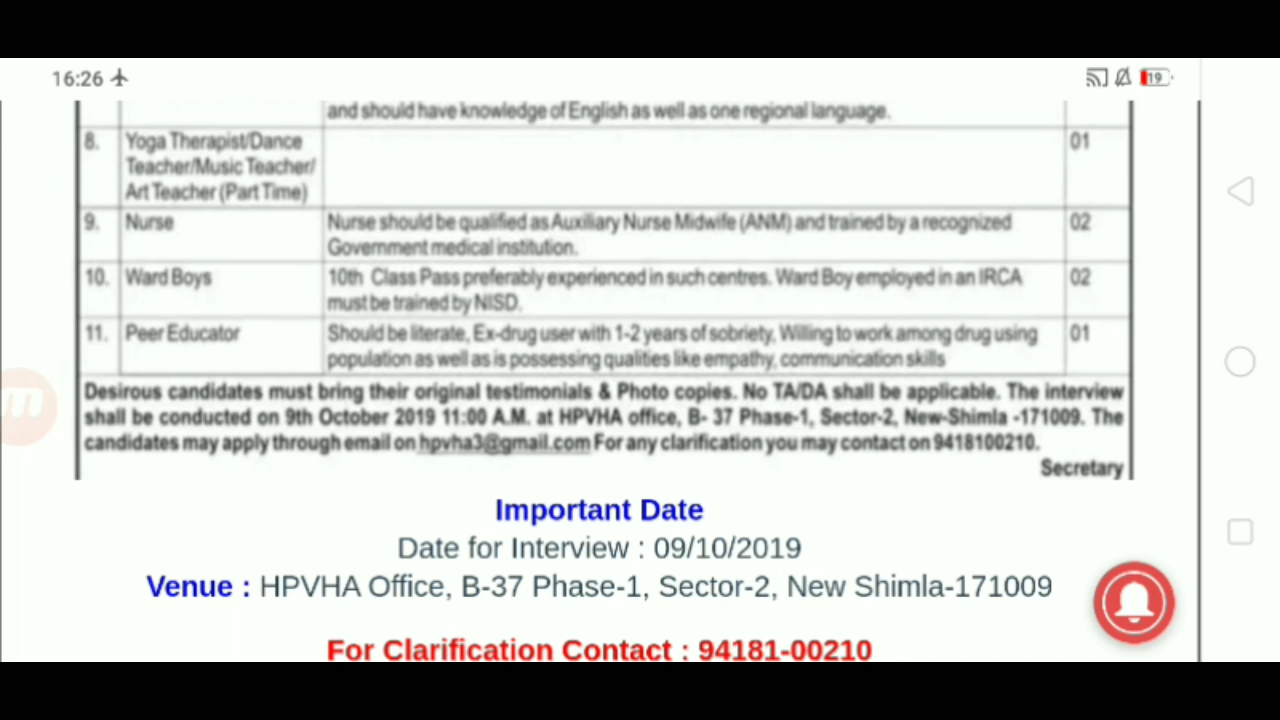 16:26
19
and should have knowledge of English as well as one regional language.
8. Yoga Therapist/Dance 01
Teacher/Music Teacher/
Art Teacher (Part Time)
9. Nurse Nurse should be qualified as Auxiliary Nurse Midwife (ANM) and trained by a recognized 02
Government medical institution.
10. Ward Boys 10th Class Pass preferably experienced in such centres. Ward Boy employed in an IRCA 02
must be trained by NISD.
11. Peer Educator Should be literate, Ex-drug user with 1-2 years of sobriety, Willing to work among drug using 01
population as well as is possessing qualities like empathy, communication skills
Desirous candidates must bring their original testimonials & Photo copies. No TA/DA shall be applicable. The interview
shall be conducted on 9th October 2019 11:00 A.M. at HPVHA office, B- 37 Phase-1, Sector-2, New-Shimla -171009. The
candidates may apply through email on hpvha3@gmail.com For any clarification you may contact on 9418100210.
Secretary
Important Date
Date for Interview : 09/10/2019
Venue : HPVHA Office, B-37 Phase-1, Sector-2, New Shimla-171009
For Clarification Contact : 94181-00210